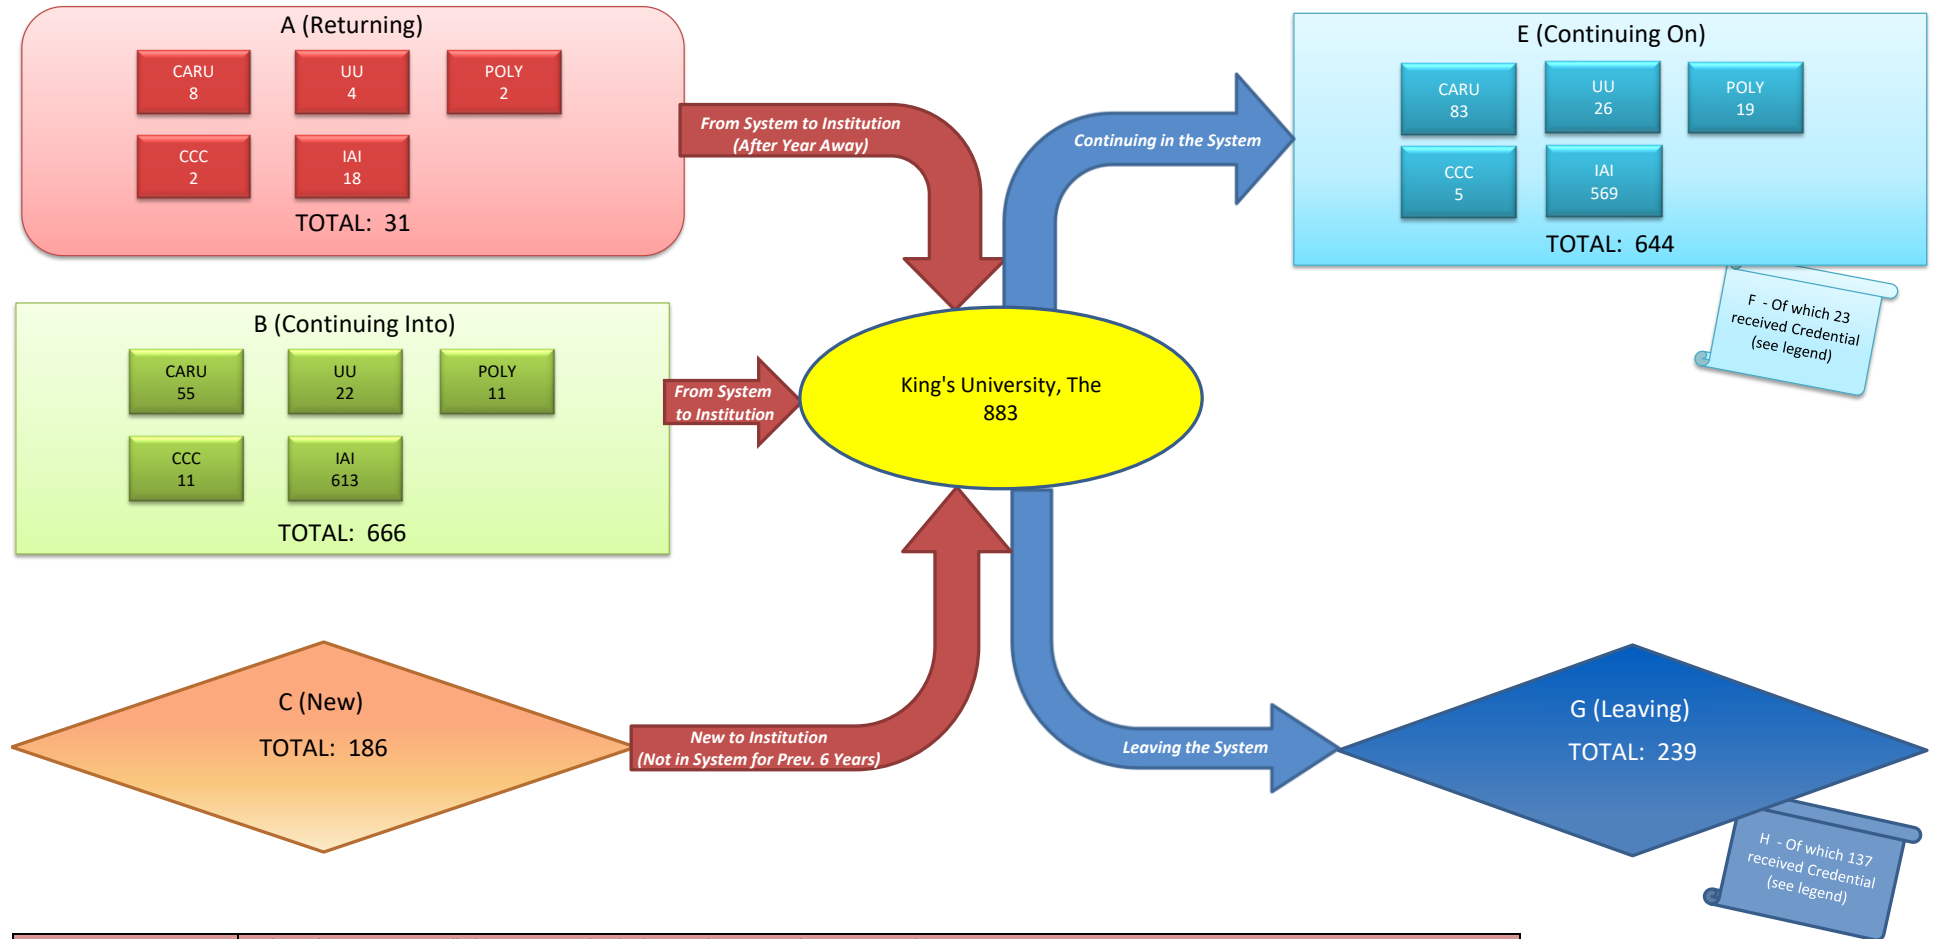 A (Returning)
CARU
8
UU
4
POLY
2
CCC
2
IAI
18
TOTAL: 31
From System to Institution
(After Year Away)
Continuing in the System
E (Continuing On)
CARU
83
UU
26
POLY
19
CCC
5
IAI
569
TOTAL: 644
F - Of which 23
received Credential
(see legend)
B (Continuing Into)
CARU
55
UU
22
POLY
11
CCC
11
IAI
613
TOTAL: 666
From System
to Institution
King's University, The
883
C (New)
TOTAL: 186
New to Institution
(Not in System for Prev. 6 Years)
Leaving the System
G (Leaving)
TOTAL: 239
H - Of which 137
received Credential
(see legend)